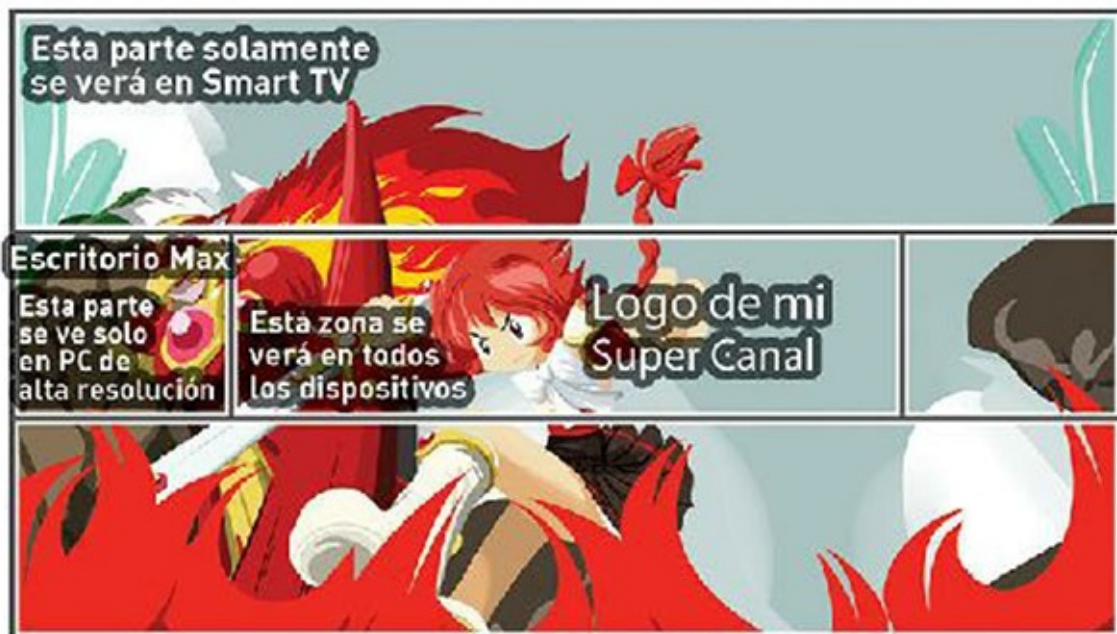 Esta parte solamente
se verá en Smart TV
Escritorio Max
Esta parte
se ve solo
en PC de
alta resolución
Esta zona se
verá en todos
los dispositivos
Logo de mi
Super Canal